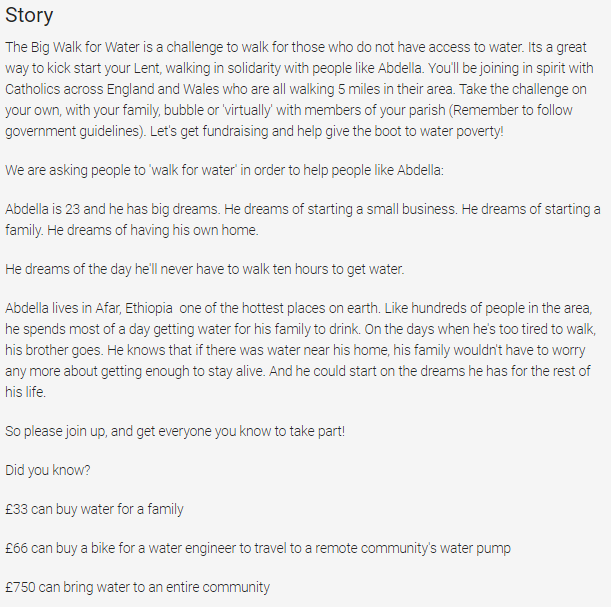 Story
The Big Walk for Water is a challenge to walk for those who do not have access to water. Its a great
way to kick start your Lent, walking in solidarity with people like Abdella. You'll be joining in spirit with
Catholics across England and Wales who are all walking 5 miles in their area. Take the challenge on
your own, with your family, bubble or 'virtually' with members of your parish (Remember to follow
government guidelines). Let's get fundraising and help give the boot to water poverty!
We are asking people to 'walk for water' in order to help people like Abdella:
Abdella is 23 and he has big dreams. He dreams of starting a small business. He dreams of starting a
family. He dreams of having his own home.
He dreams of the day he'll never have to walk ten hours to get water.
Abdella lives in Afar, Ethiopia  one of the hottest places on earth. Like hundreds of people in the area,
he spends most of a day getting water for his family to drink. On the days when he's too tired to walk,
his brother goes. He knows that if there was water near his home, his family wouldn't have to worry
any more about getting enough to stay alive. And he could start on the dreams he has for the rest of
his life.
So please join up, and get everyone you know to take part!
Did you know?
£33 can buy water for a family
£66 can buy a bike for a water engineer to travel to a remote community's water pump
£750 can bring water to an entire community